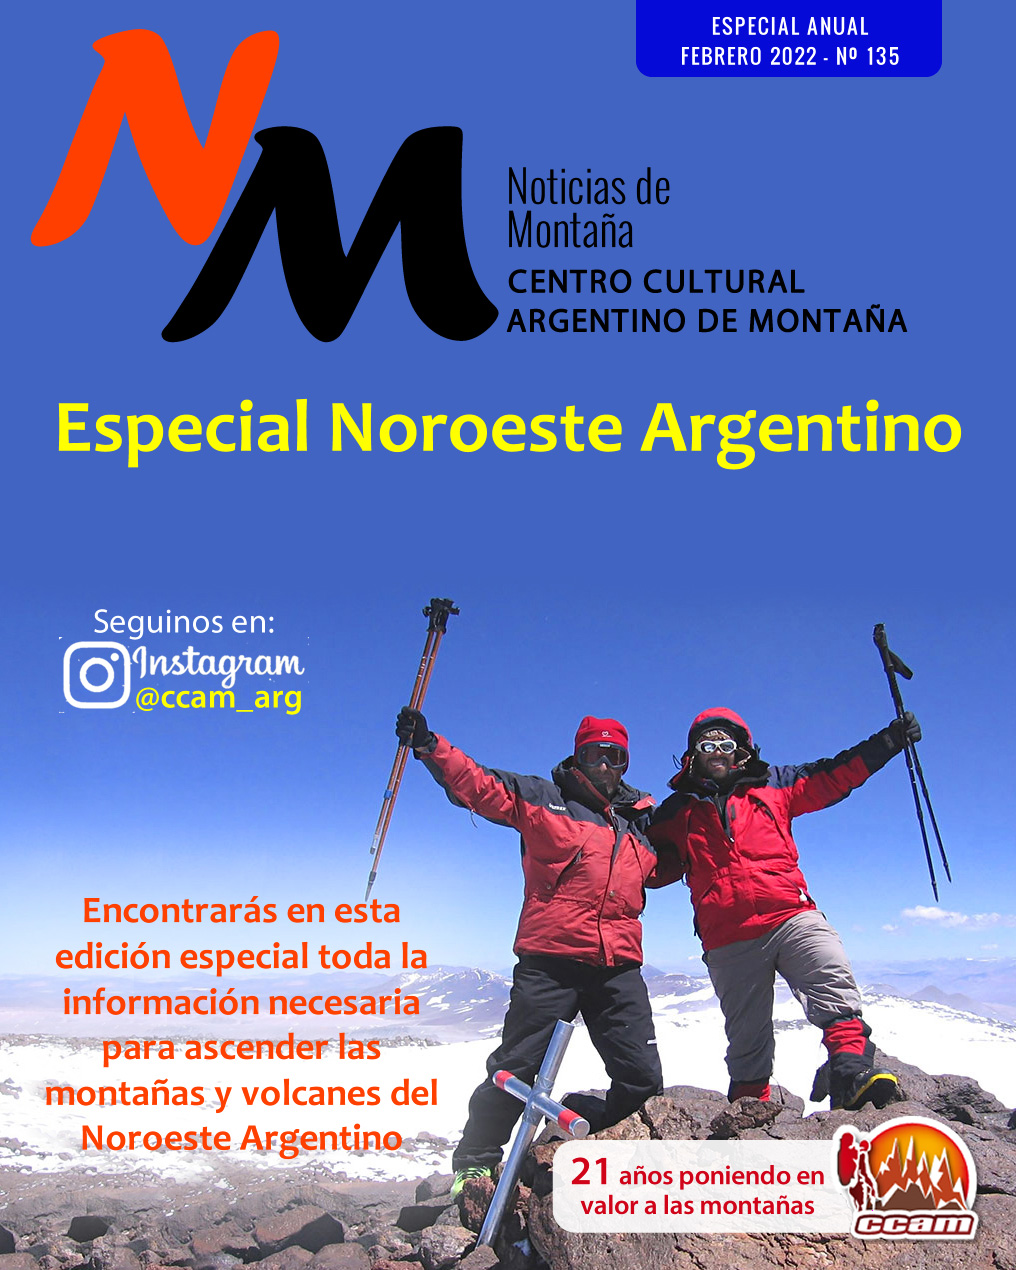 ESPECIAL ANUAL
FEBRERO 2022 - Nº 135
NM
Noticias de
Montaña
CENTRO CULTURAL
ARGENTINO DE MONTAÑA
Especial Noroeste Argentino
Seguinos en:
Instagram
@ccam_arg
Encontrarás en esta
edición especial toda la
información necesaria
para ascender las
montañas y volcanes del
Noroeste Argentino
21 años poniendo en
valor a las montañas
ccam